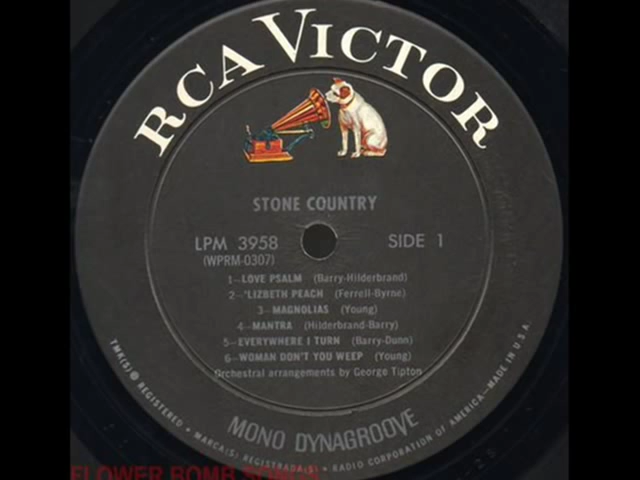 RCA VICTOR
STONE COUNTRY
LPM 3958
SIDE 1
(WPRM-0307)
1—LOVE PSALM (Barry-Hilderbrand)
2—'LIZBETH PEACH (Ferrell-Byrne)
3—MAGNOLIAS (Young)
4—MANTRA (Hilderbrand-Barry)
5—EVERYWHERE I TURN (Barry-Dunn)
6—WOMAN DON'T YOU WEEP (Young)
Orchestral arrangements by George Tipton
MONO DYNAGROOVE
TMK(S) ® REGISTERED • MARCA(S) REGISTRADA(S) • RADIO CORPORATION OF AMERICA—MADE IN U.S.A.
FLOWER BOMB SONGS